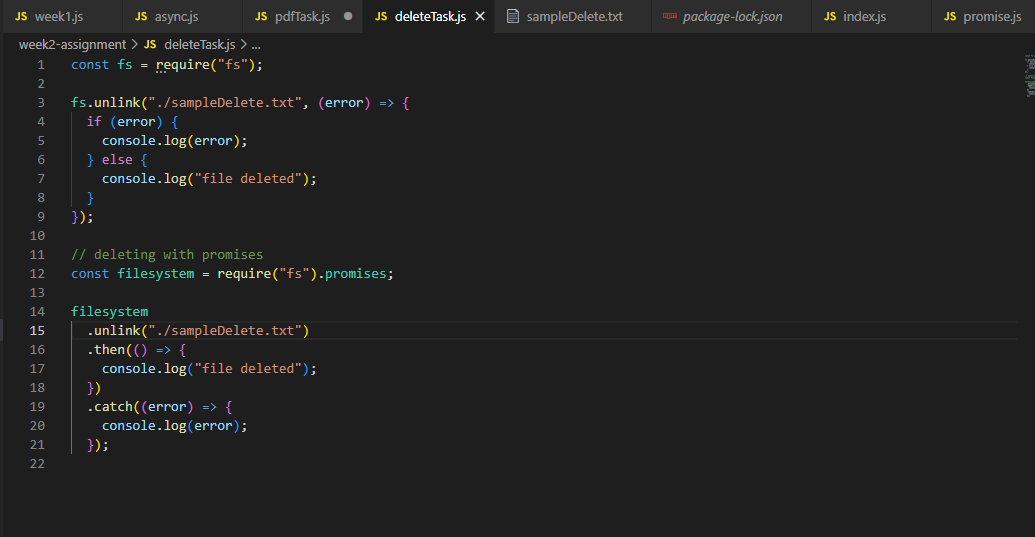 JS week1.js JS async.js JS pdfTask.js JS deleteTask.js sampleDelete.txt package-lock.json JS index.js JS promise.js
week2-assignment > JS deleteTask.js > ...
1 const fs = require("fs");
2
3 fs.unlink("./sampleDelete.txt", (error) => {
4 if (error) {
5 console.log(error);
6 } else {
7 console.log("file deleted");
8 }
9 });
10
11 // deleting with promises
12 const filesystem = require("fs").promises;
13
14 filesystem
15 .unlink("./sampleDelete.txt")
16 .then(() => {
17 console.log("file deleted");
18 })
19 .catch((error) => {
20 console.log(error);
21 });
22